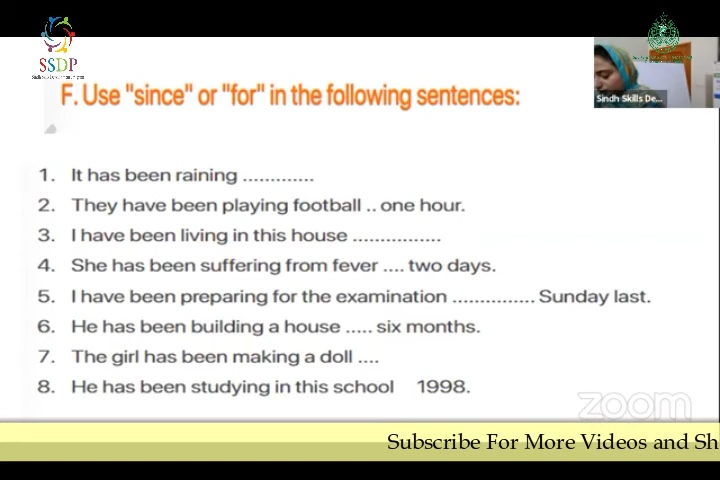 SSDP
F. Use "since" or "for" in the following sentences:
Sindh Skills De...
1. It has been raining .............
2. They have been playing football .. one hour.
3. I have been living in this house ................
4. She has been suffering from fever .... two days.
5. I have been preparing for the examination ............... Sunday last.
6. He has been building a house ..... six months.
7. The girl has been making a doll ....
8. He has been studying in this school 1998.
zoom
Subscribe For More Videos and Sh